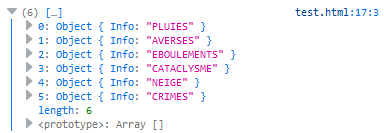 (6) […] test.html:17:3
0: Object { Info: "PLUIES" }
1: Object { Info: "AVERSES" }
2: Object { Info: "EBOULEMENTS" }
3: Object { Info: "CATACLYSME" }
4: Object { Info: "NEIGE" }
5: Object { Info: "CRIMES" }
length: 6
<prototype>: Array []